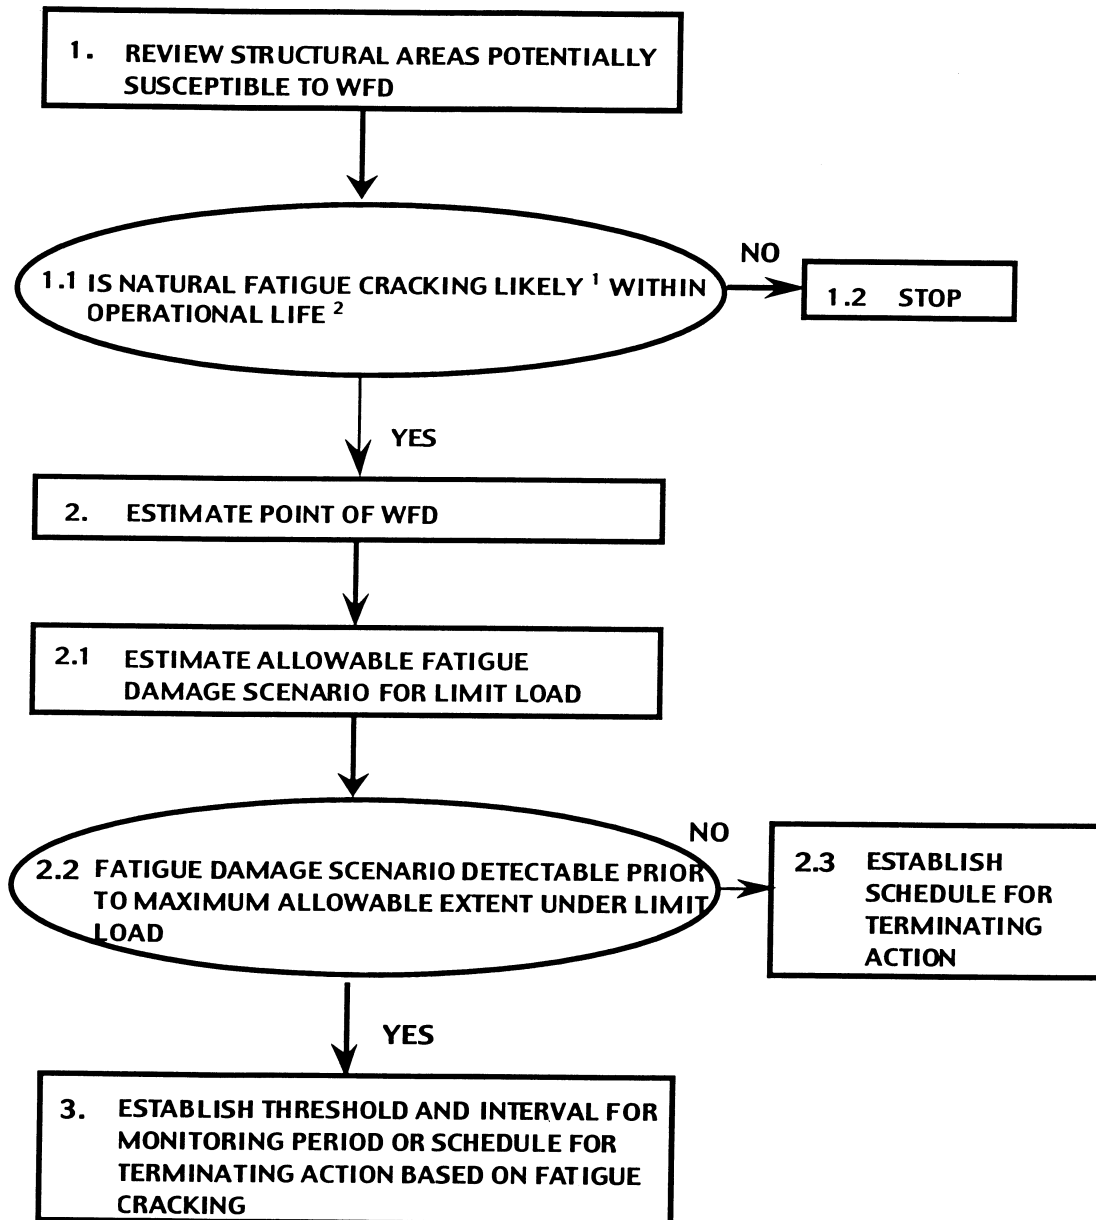 1. REVIEW STRUCTURAL AREAS POTENTIALLY
SUSCEPTIBLE TO WFD
1.1 IS NATURAL FATIGUE CRACKING LIKELY ¹ WITHIN
OPERATIONAL LIFE ²
NO
1.2 STOP
YES
2. ESTIMATE POINT OF WFD
2.1 ESTIMATE ALLOWABLE FATIGUE
DAMAGE SCENARIO FOR LIMIT LOAD
2.2 FATIGUE DAMAGE SCENARIO DETECTABLE PRIOR
TO MAXIMUM ALLOWABLE EXTENT UNDER LIMIT
LOAD
NO
2.3 ESTABLISH
SCHEDULE FOR
TERMINATING
ACTION
YES
3. ESTABLISH THRESHOLD AND INTERVAL FOR
MONITORING PERIOD OR SCHEDULE FOR
TERMINATING ACTION BASED ON FATIGUE
CRACKING